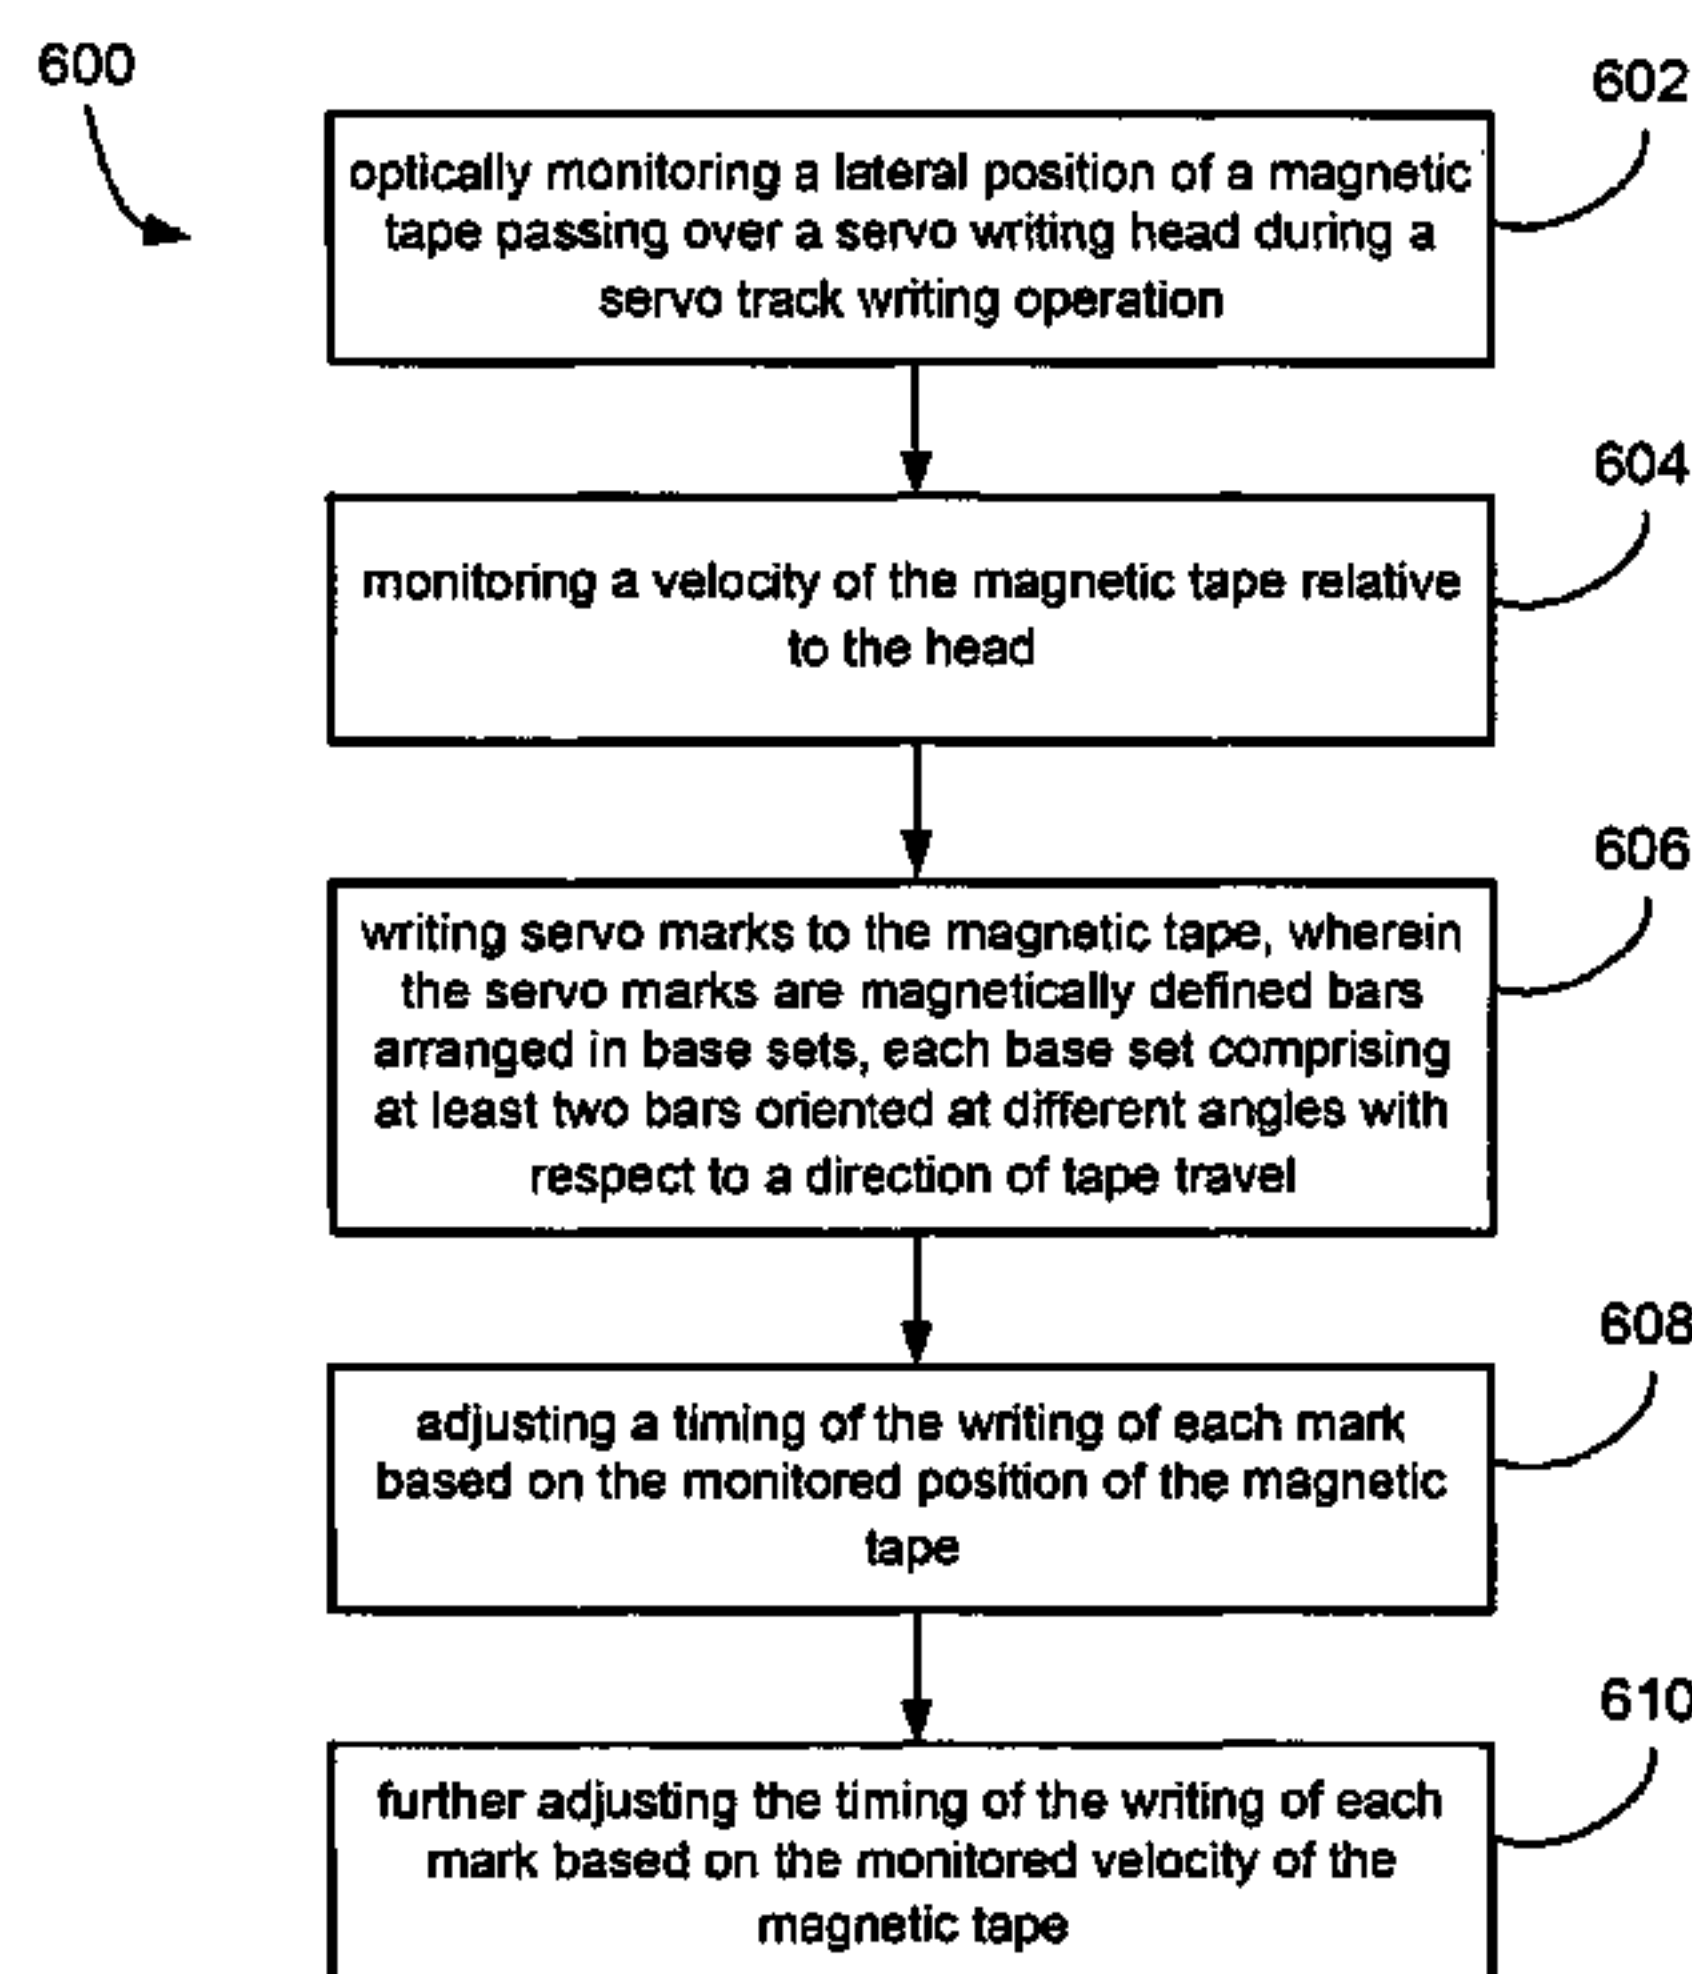 600
602
optically monitoring a lateral position of a magnetic
tape passing over a servo writing head during a
servo track writing operation
604
monitoring a velocity of the magnetic tape relative
to the head
606
writing servo marks to the magnetic tape, wherein
the servo marks are magnetically defined bars
arranged in base sets, each base set comprising
at least two bars oriented at different angles with
respect to a direction of tape travel
608
adjusting a timing of the writing of each mark
based on the monitored position of the magnetic
tape
610
further adjusting the timing of the writing of each
mark based on the monitored velocity of the
magnetic tape